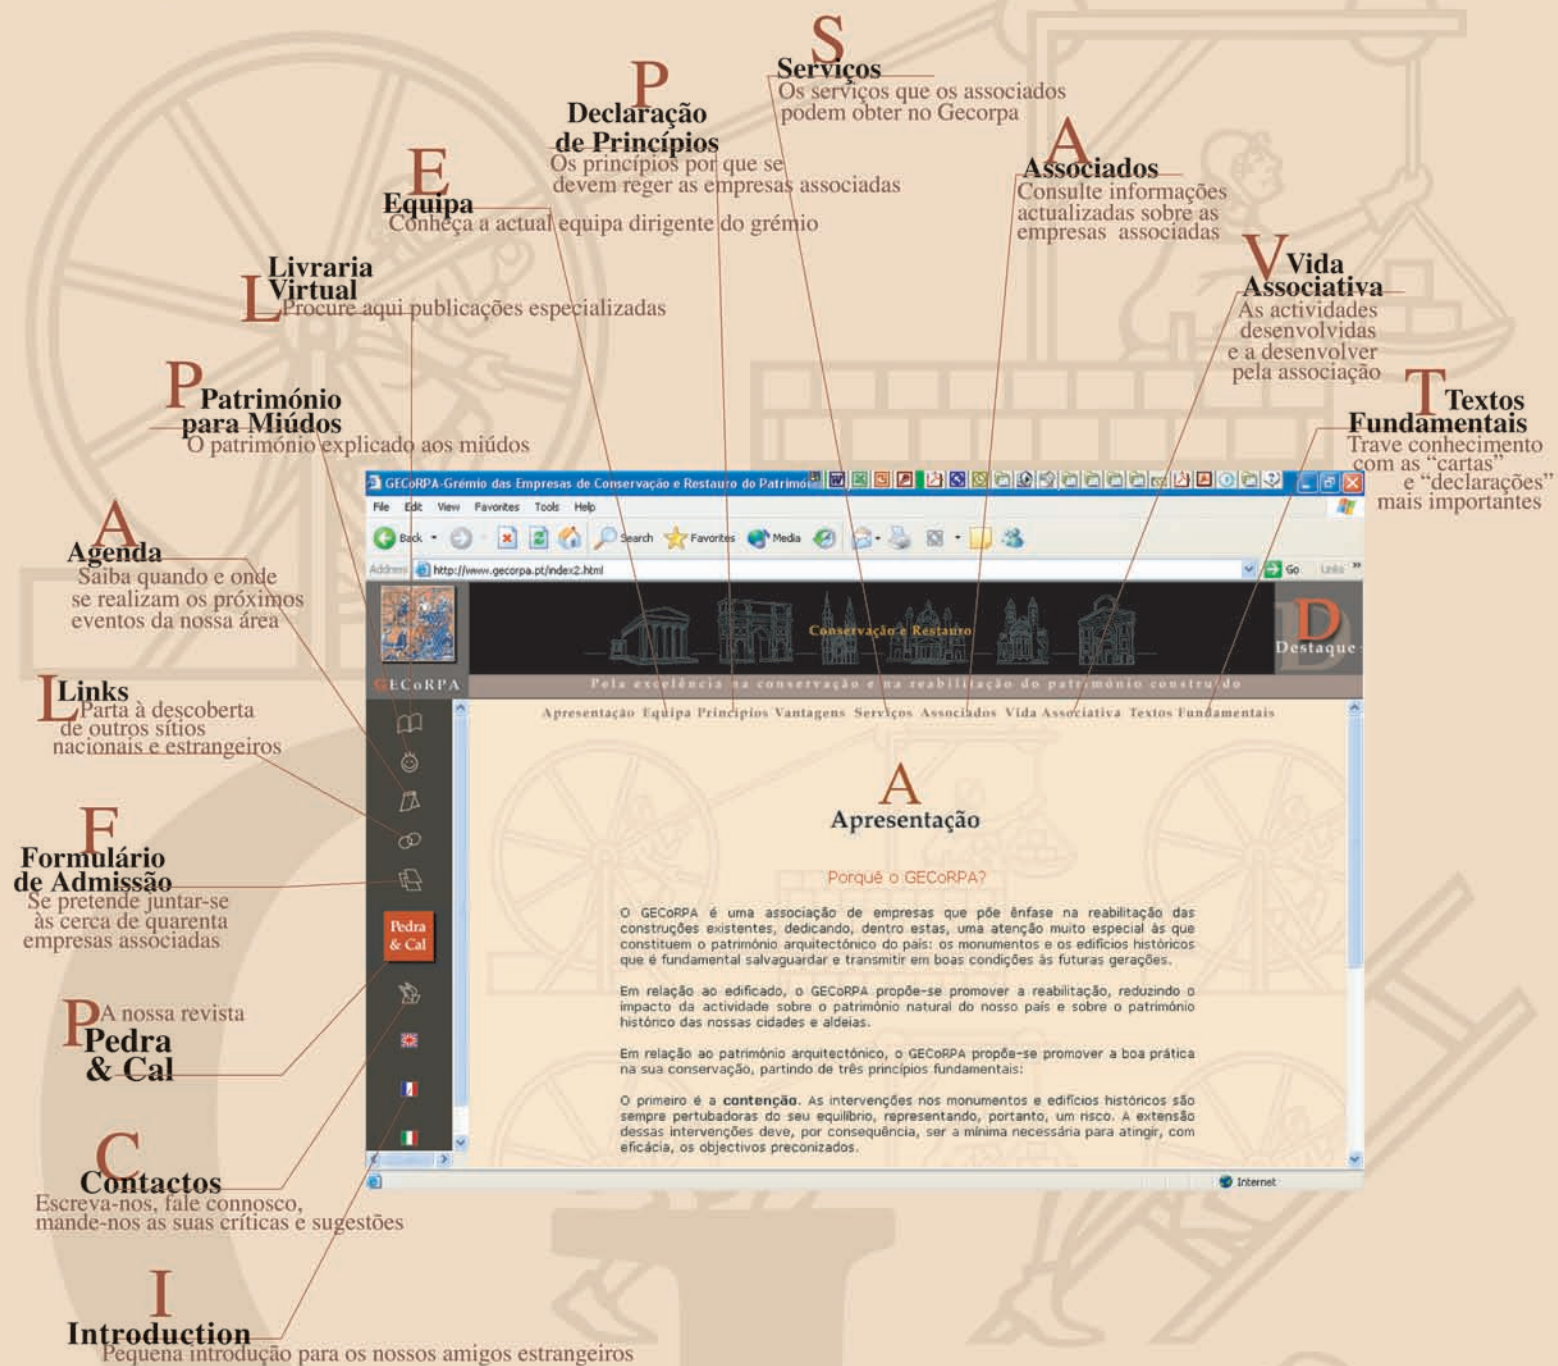 S
Serviços
Os serviços que os associados
podem obter no Gecorpa
P
Declaração
de Princípios
Os princípios por que se
devem reger as empresas associadas
A
Associados
Consulte informações
actualizadas sobre as
empresas associadas
E
Equipa
Conheça a actual equipa dirigente do grémio
V
Vida
Associativa
As actividades
desenvolvidas
e a desenvolver
pela associação
L
Livraria
Virtual
Procure aqui publicações especializadas
P
Património
para Miúdos
O património explicado aos miúdos
T
Textos
Fundamentais
Trave conhecimento
com as “cartas”
e “declarações”
mais importantes
A
Agenda
Saiba quando e onde
se realizam os próximos
eventos da nossa área
L
Links
Parta à descoberta
de outros sítios
nacionais e estrangeiros
F
Formulário
de Admissão
Se pretende juntar-se
às cerca de quarenta
empresas associadas
P
A nossa revista
Pedra
& Cal
C
Contactos
Escreva-nos, fale connosco,
mande-nos as suas críticas e sugestões
I
Introduction
Pequena introdução para os nossos amigos estrangeiros
GECoRPA-Grémio das Empresas de Conservação e Restauro do Patrimó
File Edit View Favorites Tools Help
Back Search Favorites Media
Address http://www.gecorpa.pt/index2.html Go Links »
Conservação e Restauro
D
Destaque
GECoRPA
Pela excelência na conservação e na reabilitação do património construído
Apresentação Equipa Princípios Vantagens Serviços Associados Vida Associativa Textos Fundamentais
Pedra
& Cal
A
Apresentação
Porquê o GECoRPA?
O GECoRPA é uma associação de empresas que põe ênfase na reabilitação das
construções existentes, dedicando, dentro estas, uma atenção muito especial às que
constituem o património arquitectónico do país: os monumentos e os edifícios históricos
que é fundamental salvaguardar e transmitir em boas condições às futuras gerações.
Em relação ao edificado, o GECoRPA propõe-se promover a reabilitação, reduzindo o
impacto da actividade sobre o património natural do nosso país e sobre o património
histórico das nossas cidades e aldeias.
Em relação ao património arquitectónico, o GECoRPA propõe-se promover a boa prática
na sua conservação, partindo de três princípios fundamentais:
O primeiro é a contenção. As intervenções nos monumentos e edifícios históricos são
sempre pertubadoras do seu equilíbrio, representando, portanto, um risco. A extensão
dessas intervenções deve, por consequência, ser a mínima necessária para atingir, com
eficácia, os objectivos preconizados.
Internet